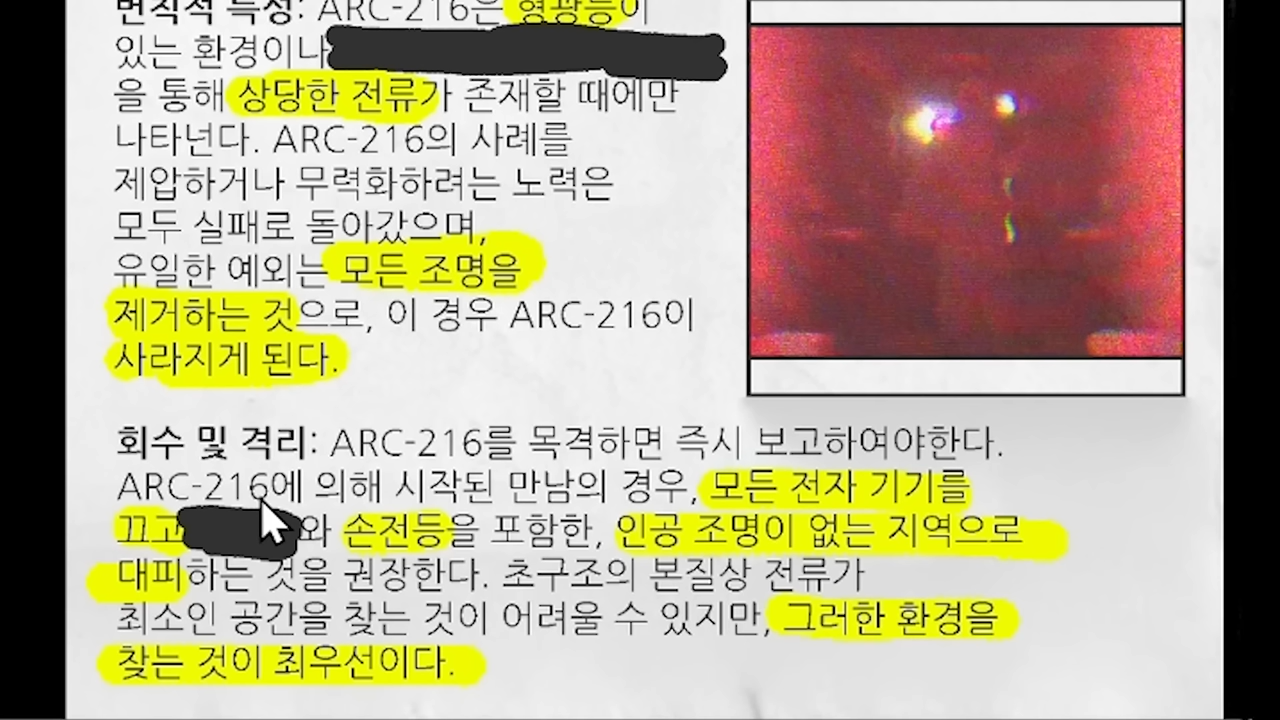 면적적 특성: ARC-216은 형광등이
있는 환경이나
을 통해 상당한 전류가 존재할 때에만
나타넌다. ARC-216의 사례를
제압하거나 무력화하려는 노력은
모두 실패로 돌아갔으며,
유일한 예외는 모든 조명을
제거하는 것으로, 이 경우 ARC-216이
사라지게 된다.
회수 및 격리: ARC-216를 목격하면 즉시 보고하여야한다.
ARC-216에 의해 시작된 만남의 경우, 모든 전자 기기를
끄고 와 손전등을 포함한, 인공 조명이 없는 지역으로
대피하는 것을 권장한다. 초구조의 본질상 전류가
최소인 공간을 찾는 것이 어려울 수 있지만, 그러한 환경을
찾는 것이 최우선이다.